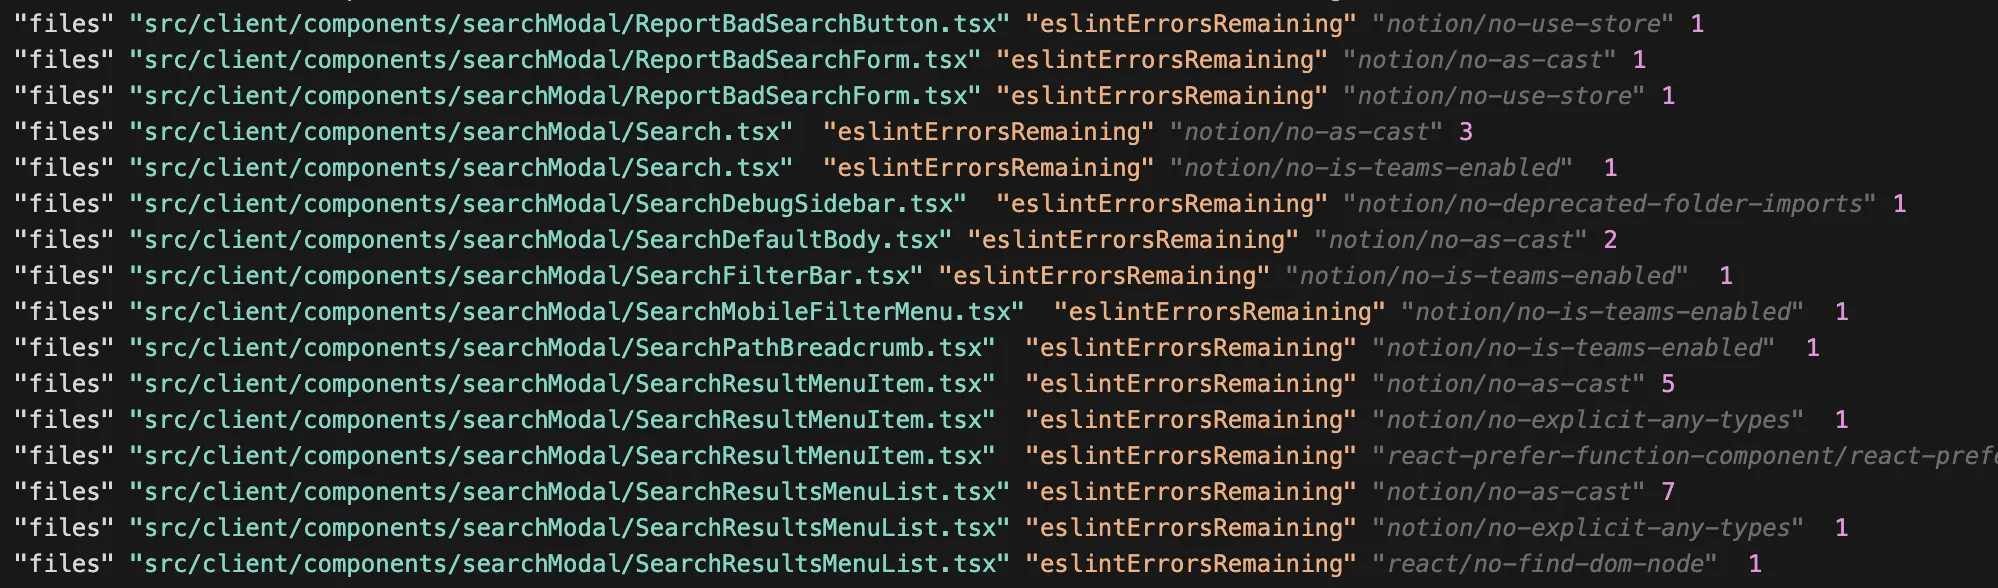 "files" "src/client/components/searchModal/ReportBadSearchButton.tsx" "eslintErrorsRemaining" "notion/no-use-store" 1
"files" "src/client/components/searchModal/ReportBadSearchForm.tsx" "eslintErrorsRemaining" "notion/no-as-cast" 1
"files" "src/client/components/searchModal/ReportBadSearchForm.tsx" "eslintErrorsRemaining" "notion/no-use-store" 1
"files" "src/client/components/searchModal/Search.tsx" "eslintErrorsRemaining" "notion/no-as-cast" 3
"files" "src/client/components/searchModal/Search.tsx" "eslintErrorsRemaining" "notion/no-is-teams-enabled" 1
"files" "src/client/components/searchModal/SearchDebugSidebar.tsx" "eslintErrorsRemaining" "notion/no-deprecated-folder-imports" 1
"files" "src/client/components/searchModal/SearchDefaultBody.tsx" "eslintErrorsRemaining" "notion/no-as-cast" 2
"files" "src/client/components/searchModal/SearchFilterBar.tsx" "eslintErrorsRemaining" "notion/no-is-teams-enabled" 1
"files" "src/client/components/searchModal/SearchMobileFilterMenu.tsx" "eslintErrorsRemaining" "notion/no-is-teams-enabled" 1
"files" "src/client/components/searchModal/SearchPathBreadcrumb.tsx" "eslintErrorsRemaining" "notion/no-is-teams-enabled" 1
"files" "src/client/components/searchModal/SearchResultMenuItem.tsx" "eslintErrorsRemaining" "notion/no-as-cast" 5
"files" "src/client/components/searchModal/SearchResultMenuItem.tsx" "eslintErrorsRemaining" "notion/no-explicit-any-types" 1
"files" "src/client/components/searchModal/SearchResultMenuItem.tsx" "eslintErrorsRemaining" "react-prefer-function-component/react-prefe
"files" "src/client/components/searchModal/SearchResultsMenuList.tsx" "eslintErrorsRemaining" "notion/no-as-cast" 7
"files" "src/client/components/searchModal/SearchResultsMenuList.tsx" "eslintErrorsRemaining" "notion/no-explicit-any-types" 1
"files" "src/client/components/searchModal/SearchResultsMenuList.tsx" "eslintErrorsRemaining" "react/no-find-dom-node" 1